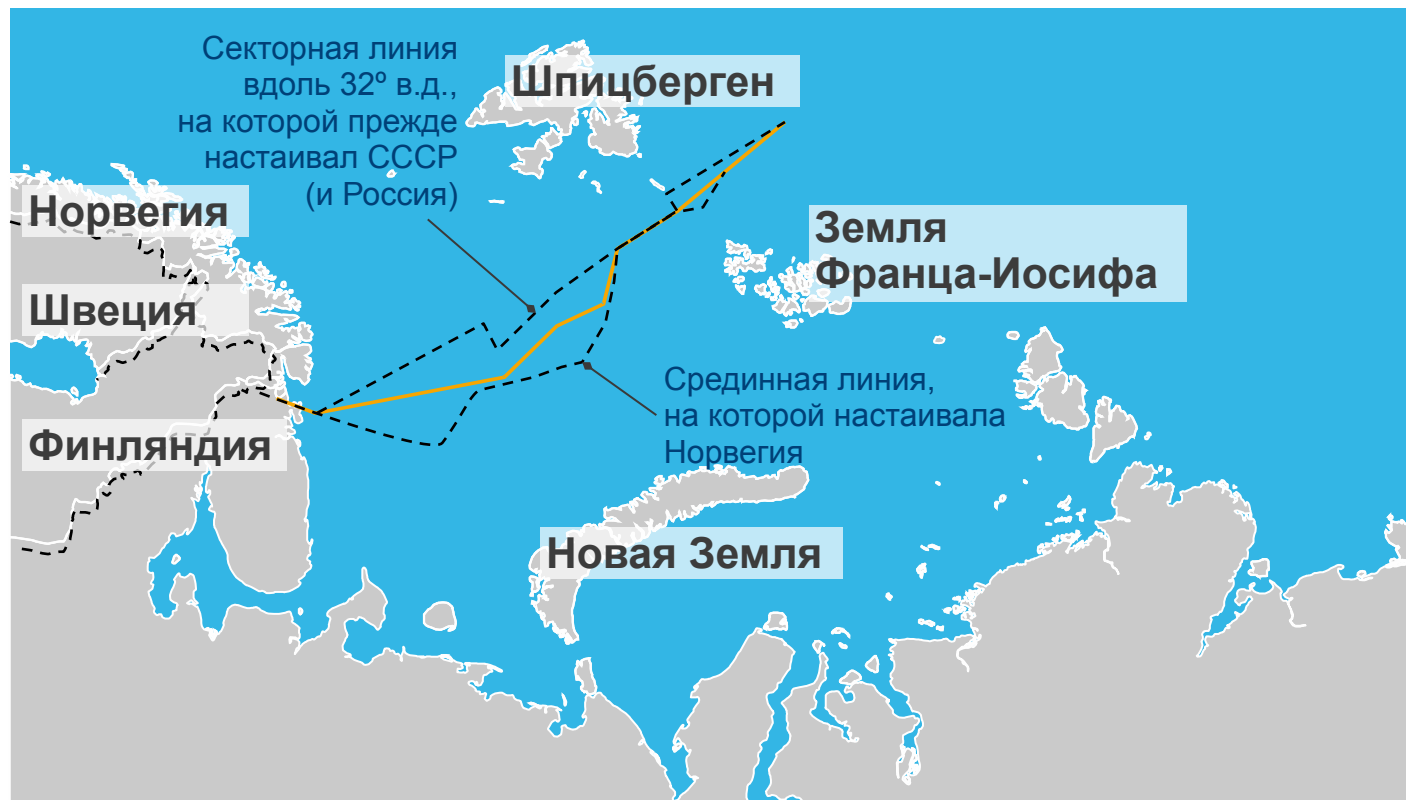 Секторная линия
вдоль 32º в.д.,
на которой прежде
настаивал СССР
(и Россия)
Шпицберген
Норвегия
Швеция
Финляндия
Земля
Франца-Иосифа
Срединная линия,
на которой настаивала
Норвегия
Новая Земля